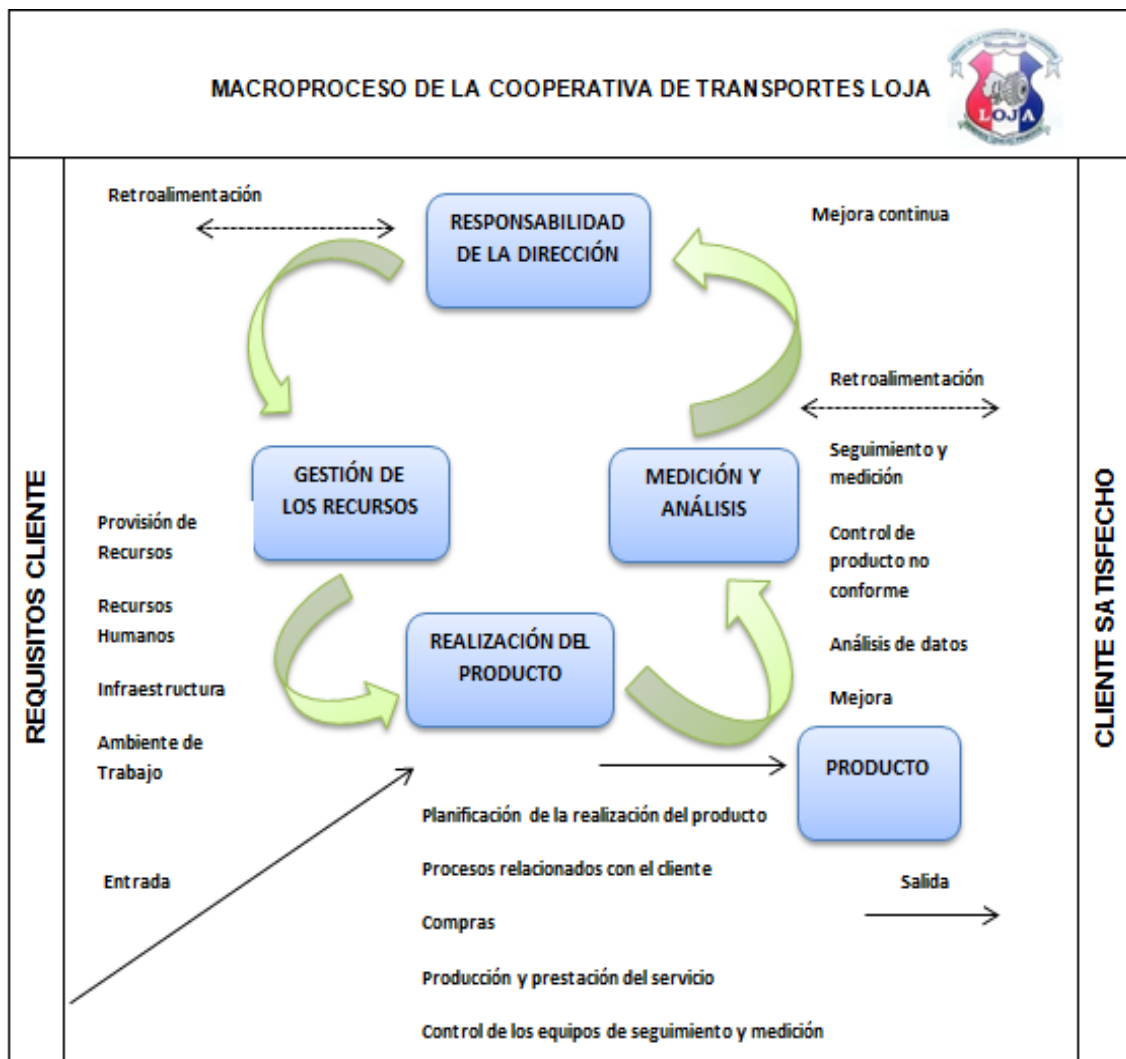 MACROPROCESO DE LA COOPERATIVA DE TRANSPORTES LOJA
LOJA
REQUISITOS CLIENTE
Retroalimentación
RESPONSABILIDAD
DE LA DIRECCIÓN
Mejora continua
Retroalimentación
GESTIÓN DE
LOS RECURSOS
MEDICIÓN Y
ANÁLISIS
Seguimiento y
medición
Control de
producto no
conforme
Análisis de datos
Mejora
Provisión de
Recursos
Recursos
Humanos
Infraestructura
Ambiente de
Trabajo
REALIZACIÓN DEL
PRODUCTO
PRODUCTO
Entrada
Planificación de la realización del producto
Procesos relacionados con el cliente
Compras
Producción y prestación del servicio
Control de los equipos de seguimiento y medición
Salida
CLIENTE SATISFECHO